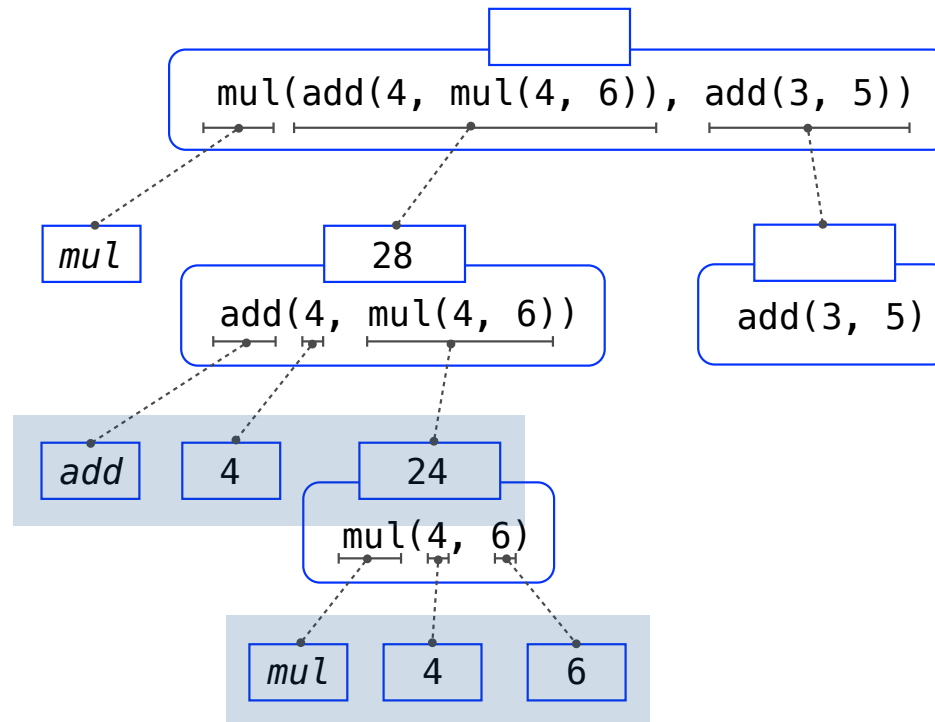 mul(add(4, mul(4, 6)), add(3, 5))
mul
28
add(4, mul(4, 6))
add(3, 5)
add
4
24
mul(4, 6)
mul
4
6